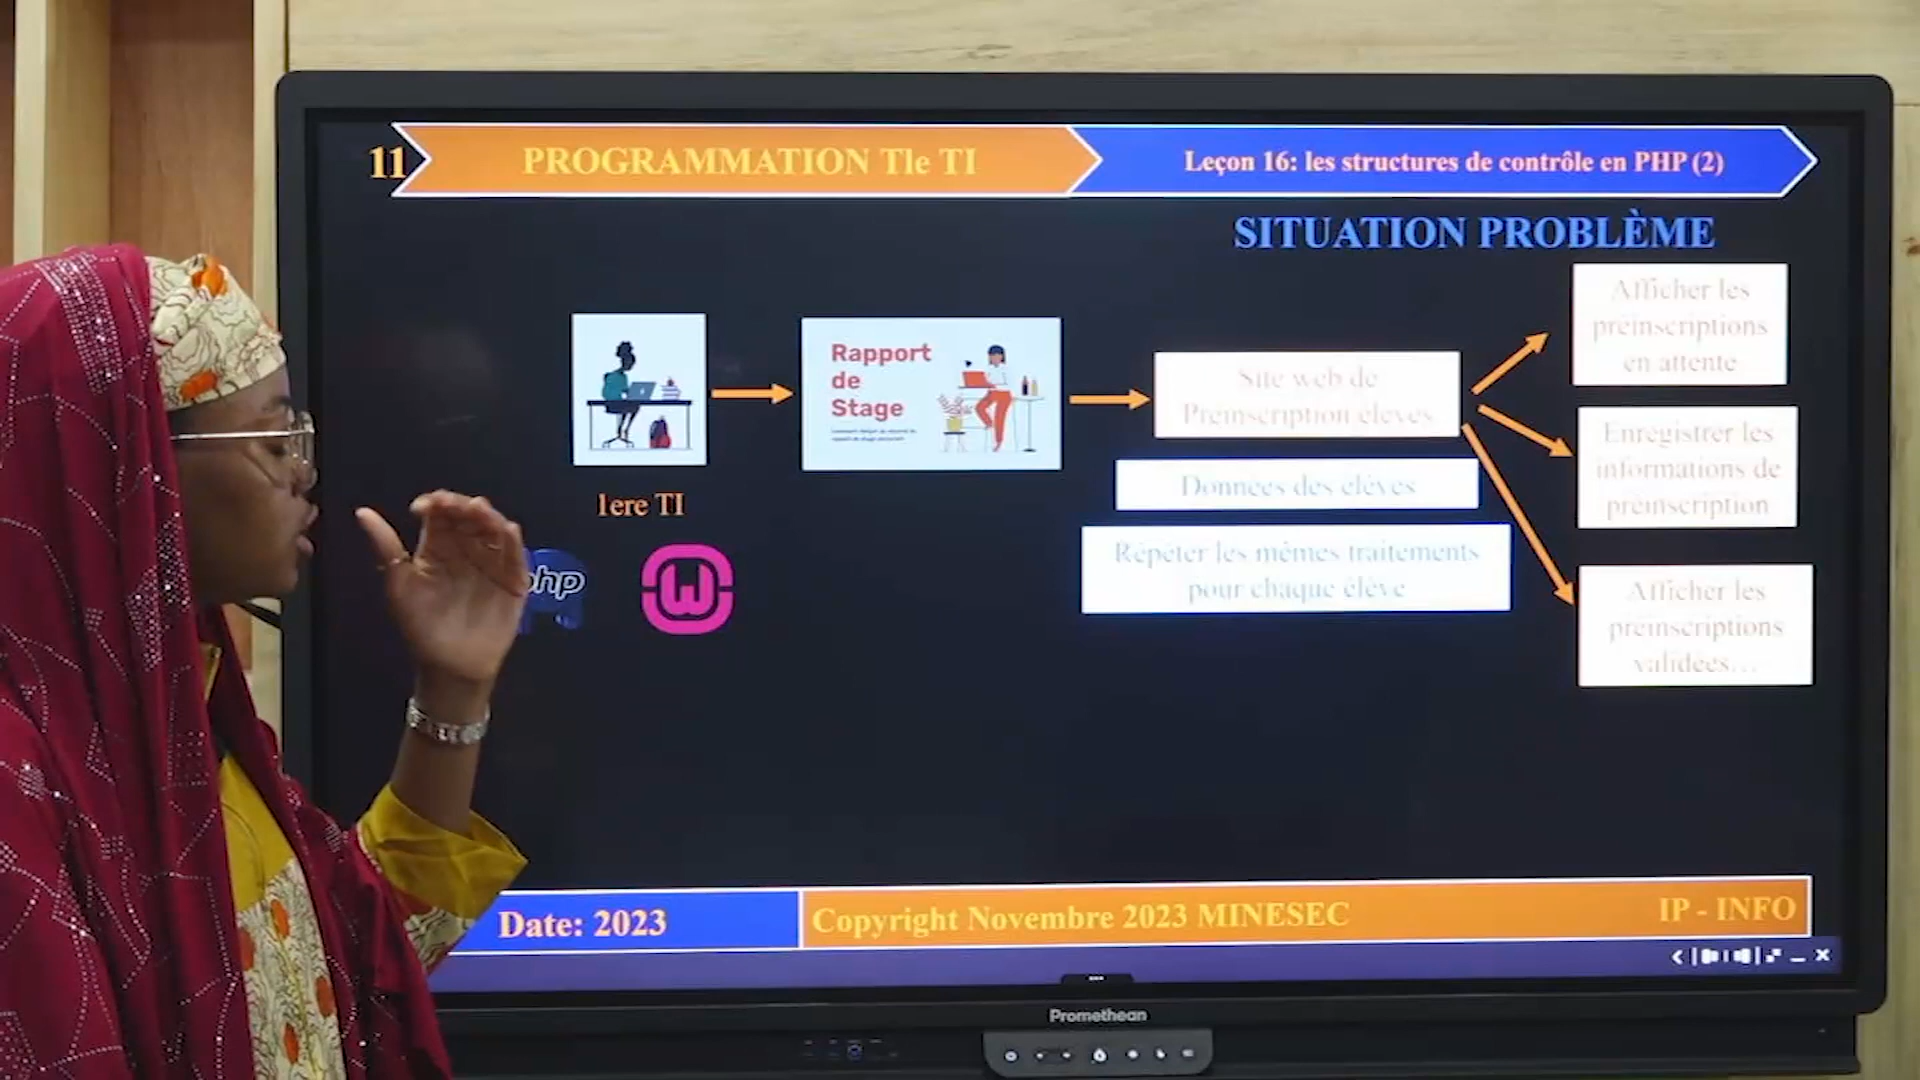 11
PROGRAMMATION Tle TI
Leçon 16: les structures de contrôle en PHP (2)
SITUATION PROBLÈME
1ere TI
php
Rapport
de
Stage
Site web de
Préinscription élèves
Données des élèves
Répéter les mêmes traitements
pour chaque élève
Afficher les
préinscriptions
en attente
Enregistrer les
informations de
préinscription
Afficher les
préinscriptions
validées...
Date: 2023
Copyright Novembre 2023 MINESEC
IP - INFO
Promethean